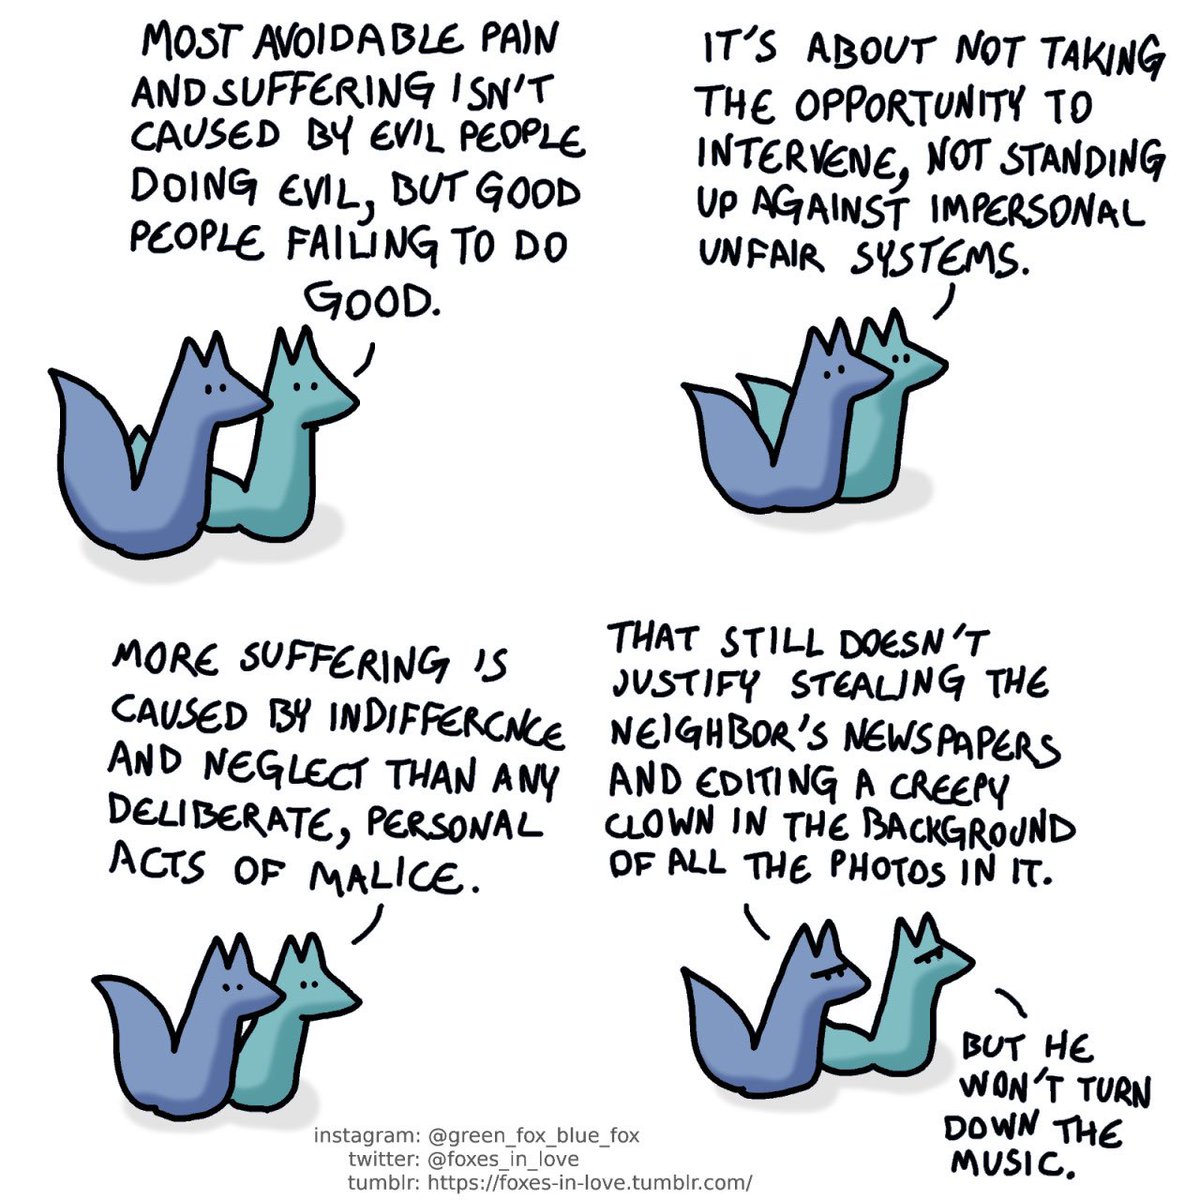 MOST AVOIDABLE PAIN
AND SUFFERING ISN'T
CAUSED BY EVIL PEOPLE
DOING EVIL, BUT GOOD
PEOPLE FAILING TO DO
GOOD.
IT'S ABOUT NOT TAKING
THE OPPORTUNITY TO
INTERVENE, NOT STANDING
UP AGAINST IMPERSONAL
UNFAIR SYSTEMS.
MORE SUFFERING IS
CAUSED BY INDIFFERENCE
AND NEGLECT THAN ANY
DELIBERATE, PERSONAL
ACTS OF MALICE.
THAT STILL DOESN'T
JUSTIFY STEALING THE
NEIGHBOR'S NEWSPAPERS
AND EDITING A CREEPY
CLOWN IN THE BACKGROUND
OF ALL THE PHOTOS IN IT.
BUT HE
WON'T TURN
DOWN THE
MUSIC.
instagram: @green_fox_blue_fox
twitter: @foxes_in_love
tumblr: https://foxes-in-love.tumblr.com/